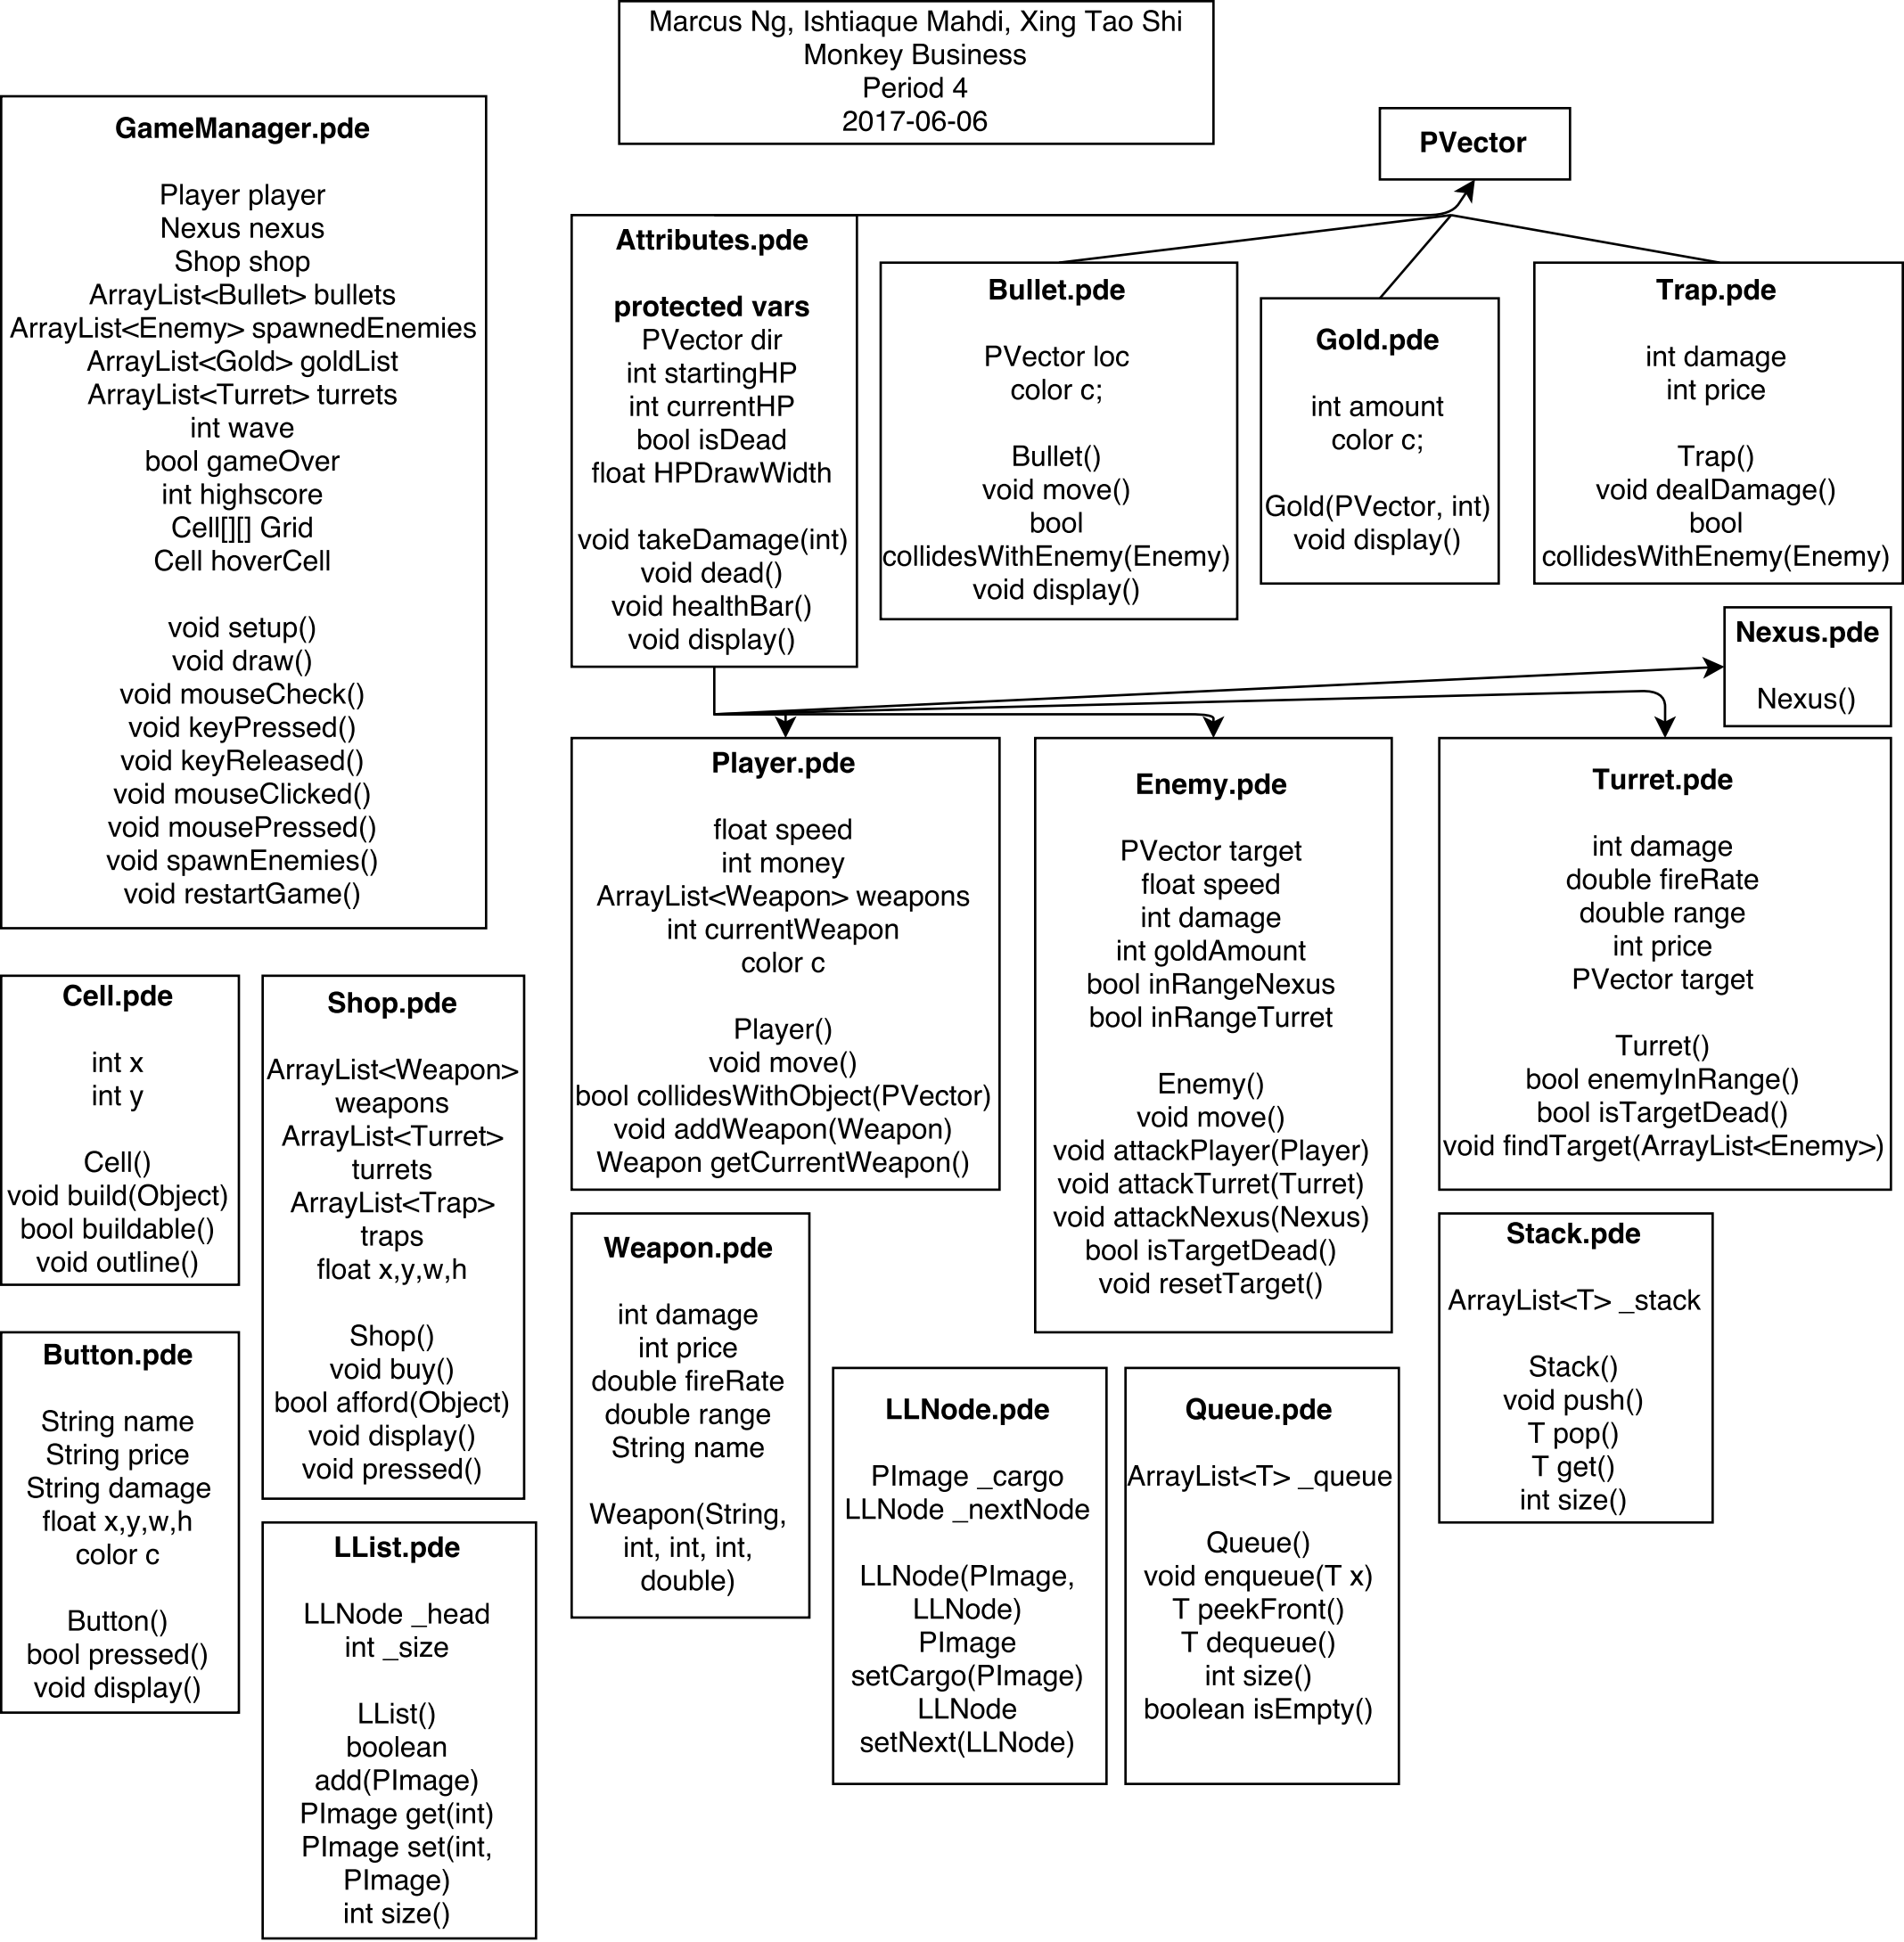 Marcus Ng, Ishtiaque Mahdi, Xing Tao Shi
Monkey Business
Period 4
2017-06-06
GameManager.pde
Player player
Nexus nexus
Shop shop
ArrayList<Bullet> bullets
ArrayList<Enemy> spawnedEnemies
ArrayList<Gold> goldList
ArrayList<Turret> turrets
int wave
bool gameOver
int highscore
Cell[][] Grid
Cell hoverCell
void setup()
void draw()
void mouseCheck()
void keyPressed()
void keyReleased()
void mouseClicked()
void mousePressed()
void spawnEnemies()
void restartGame()
PVector
Attributes.pde
protected vars
PVector dir
int startingHP
int currentHP
bool isDead
float HPDrawWidth
void takeDamage(int)
void dead()
void healthBar()
void display()
Bullet.pde
PVector loc
color c;
Bullet()
void move()
bool
collidesWithEnemy(Enemy)
void display()
Gold.pde
int amount
color c;
Gold(PVector, int)
void display()
Trap.pde
int damage
int price
Trap()
void dealDamage()
bool
collidesWithEnemy(Enemy)
Nexus.pde
Nexus()
Player.pde
float speed
int money
ArrayList<Weapon> weapons
int currentWeapon
color c
Player()
void move()
bool collidesWithObject(PVector)
void addWeapon(Weapon)
Weapon getCurrentWeapon()
Enemy.pde
PVector target
float speed
int damage
int goldAmount
bool inRangeNexus
bool inRangeTurret
Enemy()
void move()
void attackPlayer(Player)
void attackTurret(Turret)
void attackNexus(Nexus)
bool isTargetDead()
void resetTarget()
Turret.pde
int damage
double fireRate
double range
int price
PVector target
Turret()
bool enemyInRange()
bool isTargetDead()
void findTarget(ArrayList<Enemy>)
Cell.pde
int x
int y
Cell()
void build(Object)
bool buildable()
void outline()
Shop.pde
ArrayList<Weapon>
weapons
ArrayList<Turret>
turrets
ArrayList<Trap>
traps
float x,y,w,h
Shop()
void buy()
bool afford(Object)
void display()
void pressed()
Weapon.pde
int damage
int price
double fireRate
double range
String name
Weapon(String,
int, int, int,
double)
Stack.pde
ArrayList<T> _stack
Stack()
void push()
T pop()
T get()
int size()
Button.pde
String name
String price
String damage
float x,y,w,h
color c
Button()
bool pressed()
void display()
LLNode.pde
PImage _cargo
LLNode _nextNode
LLNode(PImage,
LLNode)
PImage
setCargo(PImage)
LLNode
setNext(LLNode)
Queue.pde
ArrayList<T> _queue
Queue()
void enqueue(T x)
T peekFront()
T dequeue()
int size()
boolean isEmpty()
LList.pde
LLNode _head
int _size
LList()
boolean
add(PImage)
PImage get(int)
PImage set(int,
PImage)
int size()